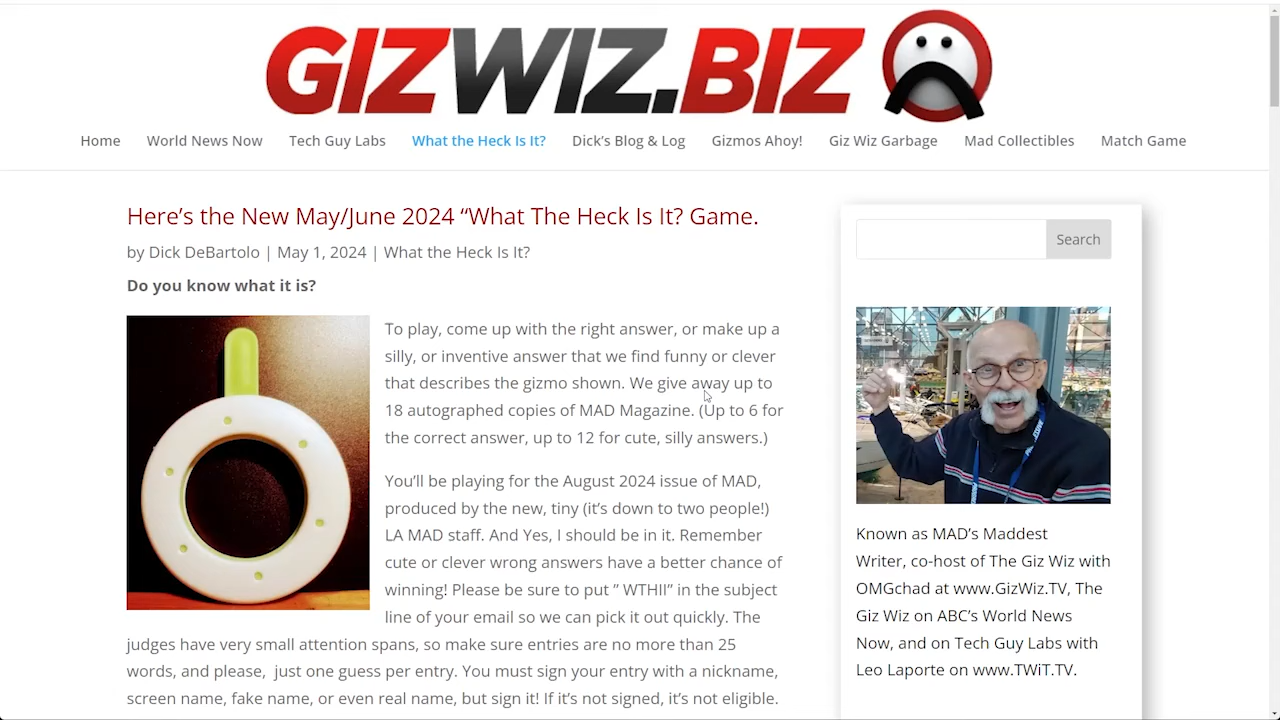 GIZWIZ.BIZ
Home World News Now Tech Guy Labs What the Heck Is It? Dick's Blog & Log Gizmos Ahoy! Giz Wiz Garbage Mad Collectibles Match Game
Here's the New May/June 2024 “What The Heck Is It? Game.
by Dick DeBartolo | May 1, 2024 | What the Heck Is It?
Do you know what it is?
To play, come up with the right answer, or make up a
silly, or inventive answer that we find funny or clever
that describes the gizmo shown. We give away up to
18 autographed copies of MAD Magazine. (Up to 6 for
the correct answer, up to 12 for cute, silly answers.)
You'll be playing for the August 2024 issue of MAD,
produced by the new, tiny (it's down to two people!)
LA MAD staff. And Yes, I should be in it. Remember
cute or clever wrong answers have a better chance of
winning! Please be sure to put ” WTHII” in the subject
line of your email so we can pick it out quickly. The
judges have very small attention spans, so make sure entries are no more than 25
words, and please, just one guess per entry. You must sign your entry with a nickname,
screen name, fake name, or even real name, but sign it! If it's not signed, it's not eligible.
Search
Known as MAD's Maddest
Writer, co-host of The Giz Wiz with
OMGchad at www.GizWiz.TV, The
Giz Wiz on ABC's World News
Now, and on Tech Guy Labs with
Leo Laporte on www.TWiT.TV.